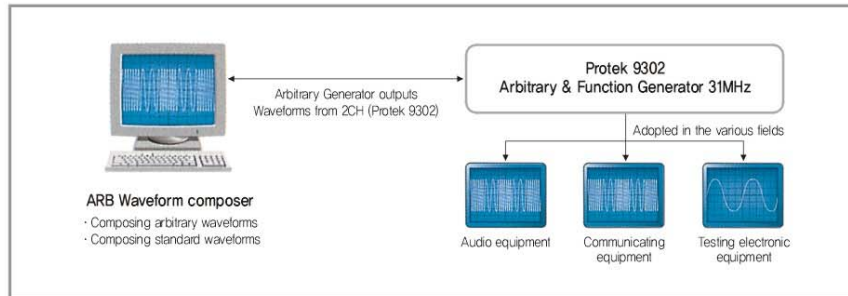 Protek 9302
Arbitrary & Function Generator 31MHz
Arbitrary Generator outputs
Waveforms from 2CH (Protek 9302)
Adopted in the various fields
ARB Waveform composer
· Composing arbitrary waveforms
· Composing standard waveforms
Audio equipment
Communicating
equipment
Testing electronic
equipment